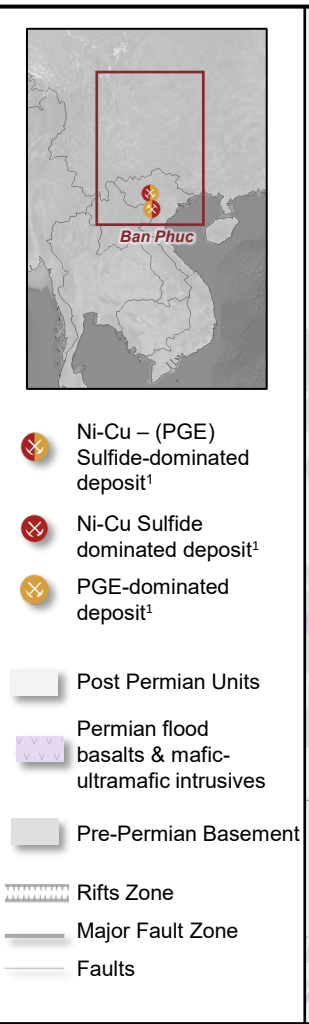 Ban Phuc
Ni-Cu – (PGE)
Sulfide-dominated
deposit¹
Ni-Cu Sulfide
dominated deposit¹
PGE-dominated
deposit¹
Post Permian Units
Permian flood
basalts & mafic-
ultramafic intrusives
Pre-Permian Basement
Rifts Zone
Major Fault Zone
Faults